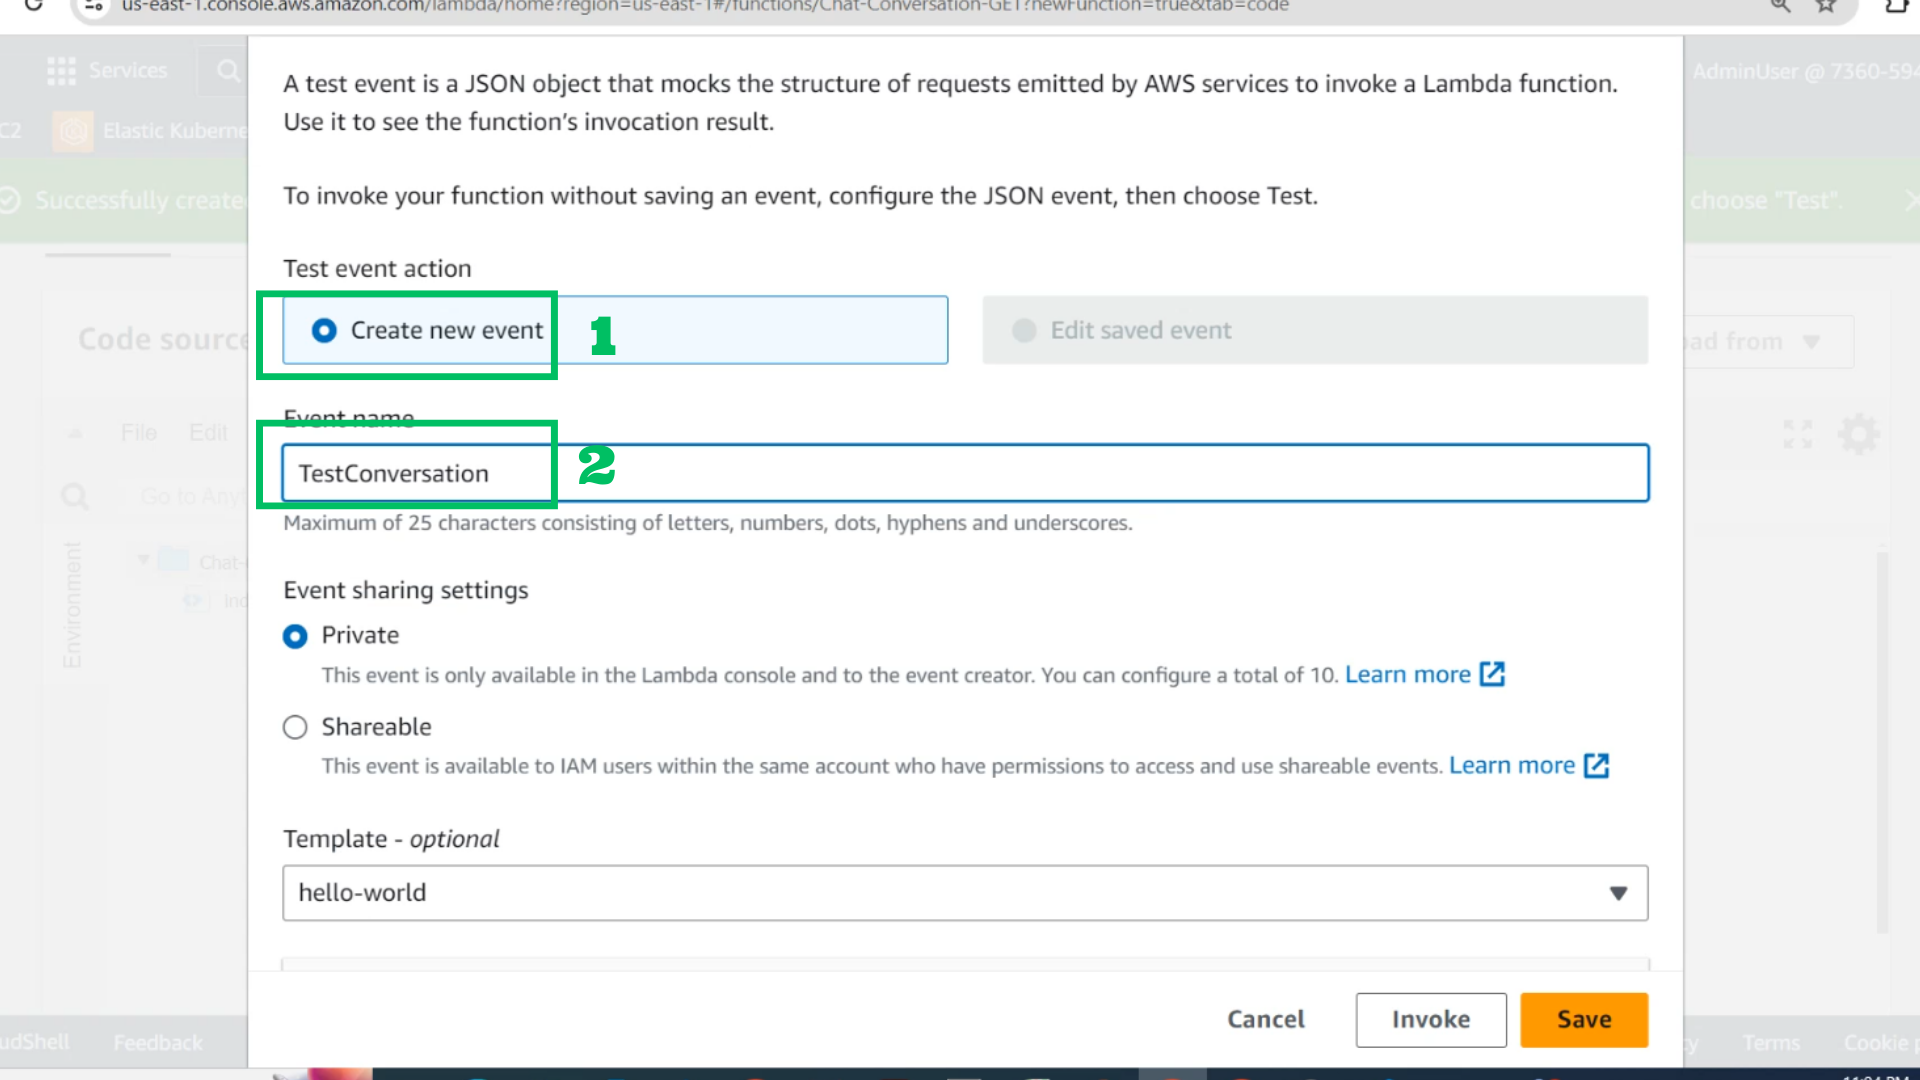 us-east-1.console.aws.amazon.com/lambda/home?region=us-east-1#/functions/Chat-Conversation-GET?newFunction=true&tab=code
Services
AdminUser @ 7360-594
C2
Elastic Kuberne
Successfully create
choose "Test".
A test event is a JSON object that mocks the structure of requests emitted by AWS services to invoke a Lambda function.
Use it to see the function's invocation result.
To invoke your function without saving an event, configure the JSON event, then choose Test.
Test event action
Create new event
1
Edit saved event
Code source
oad from
Event name
File Edit
TestConversation
2
Go to Anyt
Maximum of 25 characters consisting of letters, numbers, dots, hyphens and underscores.
Environment
Chat-
Ind
Event sharing settings
Private
This event is only available in the Lambda console and to the event creator. You can configure a total of 10. Learn more
Shareable
This event is available to IAM users within the same account who have permissions to access and use shareable events. Learn more
Template - optional
hello-world
Cancel
Invoke
Save
udShell
Feedback
cy
Terms
Cookie p